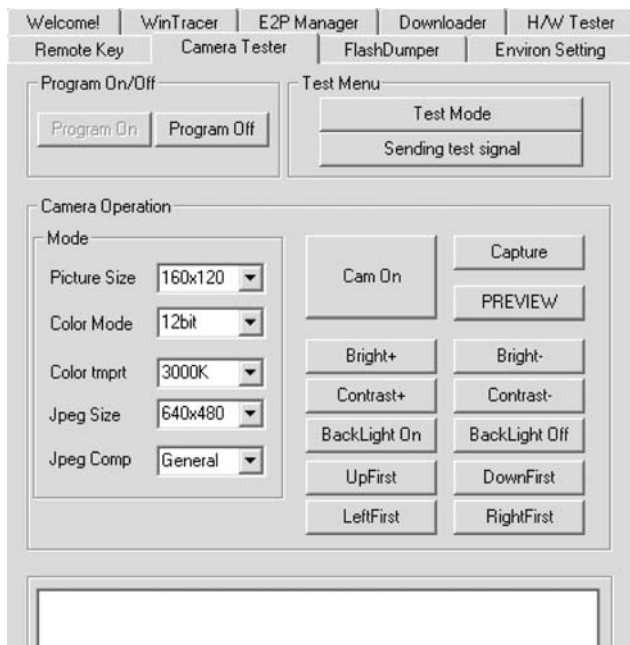 Welcome! WinTracer E2P Manager Downloader H/W Tester
Remote Key Camera Tester FlashDumper Environ Setting
Program On/Off
Program On Program Off
Test Menu
Test Mode
Sending test signal
Camera Operation
Mode
Picture Size 160x120
Color Mode 12bit
Color tmprt 3000K
Jpeg Size 640x480
Jpeg Comp General
Cam On
Capture
PREVIEW
Bright+ Bright-
Contrast+ Contrast-
BackLight On BackLight Off
UpFirst DownFirst
LeftFirst RightFirst